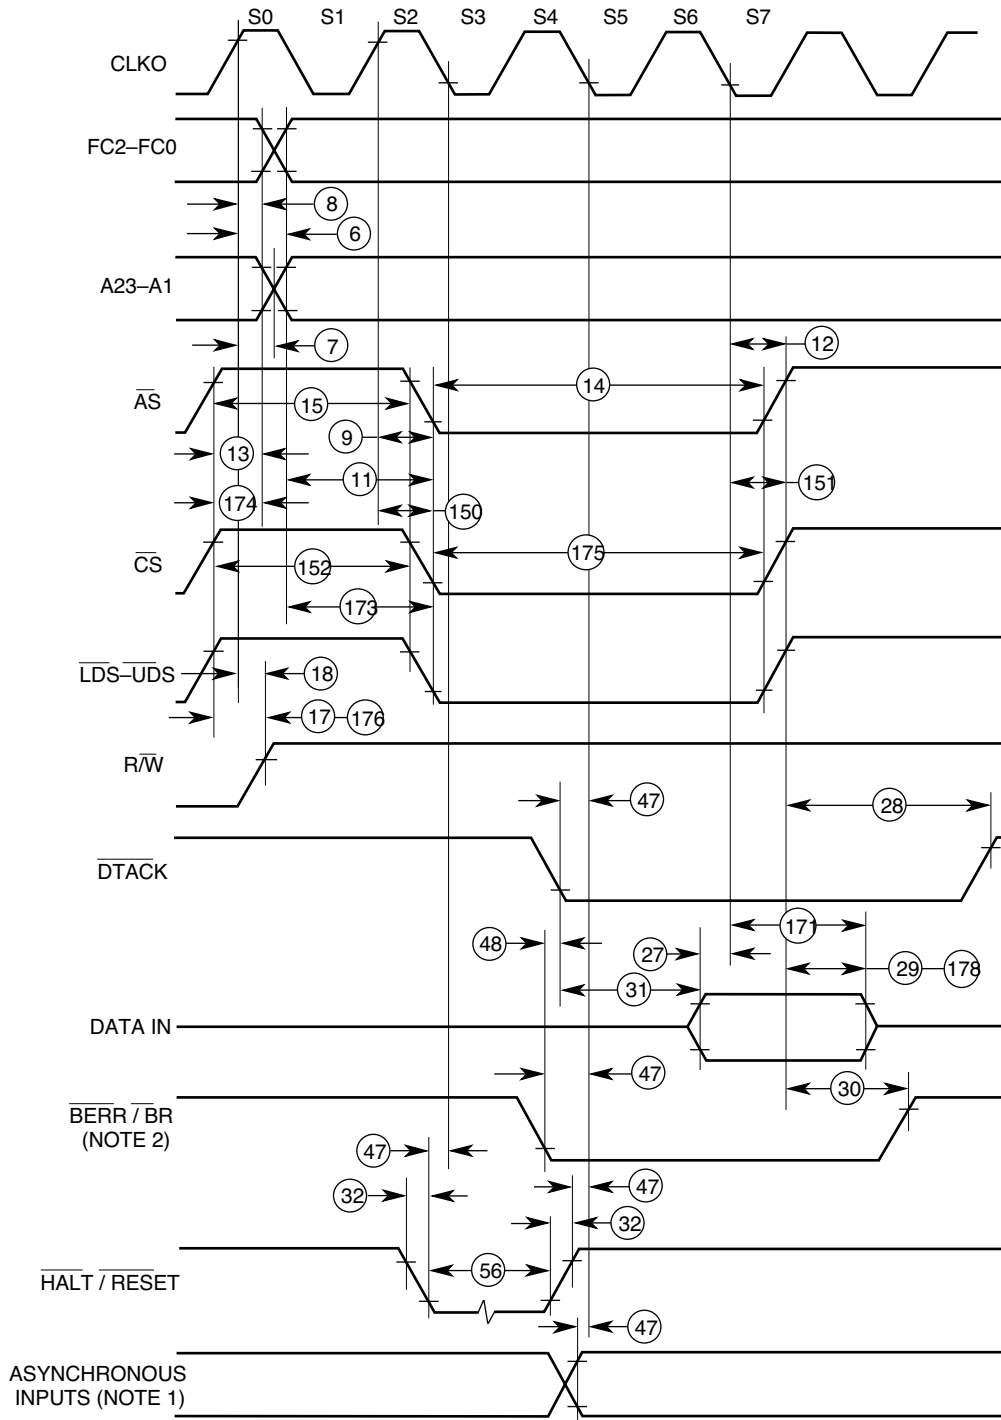 S0 S1 S2 S3 S4 S5 S6 S7
CLKO
FC2–FC0
8
6
A23–A1
7
12
14
AS
15
9
13
11
151
174
150
175
CS
152
173
LDS–UDS
18
17 176
R/W
47
28
DTACK
171
48
27
29 178
31
DATA IN
47
30
BERR / BR
(NOTE 2)
47
47
32
32
HALT / RESET
56
47
ASYNCHRONOUS
INPUTS (NOTE 1)